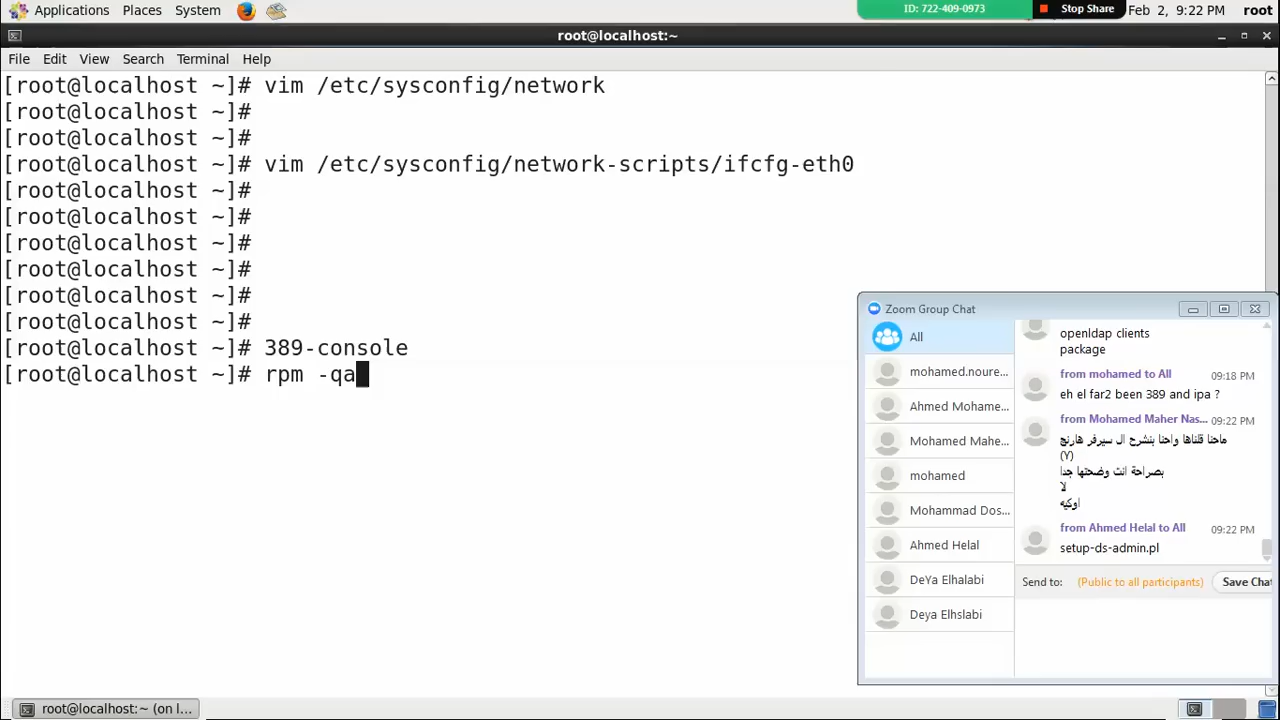 Applications Places System
ID: 722-409-0973
Stop Share
Feb 2, 9:22 PM root
root@localhost:~
File Edit View Search Terminal Help
[root@localhost ~]# vim /etc/sysconfig/network
[root@localhost ~]#
[root@localhost ~]#
[root@localhost ~]# vim /etc/sysconfig/network-scripts/ifcfg-eth0
[root@localhost ~]#
[root@localhost ~]#
[root@localhost ~]#
[root@localhost ~]#
[root@localhost ~]#
[root@localhost ~]#
[root@localhost ~]# 389-console
[root@localhost ~]# rpm -qa
Zoom Group Chat
All
mohamed.noure...
Ahmed Mohame...
Mohamed Mahe...
mohamed
Mohammad Dos...
Ahmed Helal
DeYa Elhalabi
Deya Elhslabi
openldap clients
package
from mohamed to All 09:18 PM
eh el far2 been 389 and ipa ?
from Mohamed Maher Nas... 09:22 PM
ماحنا قلناها واحنا بنشرح ال سيرفر هارنج
(Y)
بصراحة انت وضحتها جدا
لا
اوكيه
from Ahmed Helal to All 09:22 PM
setup-ds-admin.pl
Send to: (Public to all participants) Save Chat
root@localhost:~ (on l...